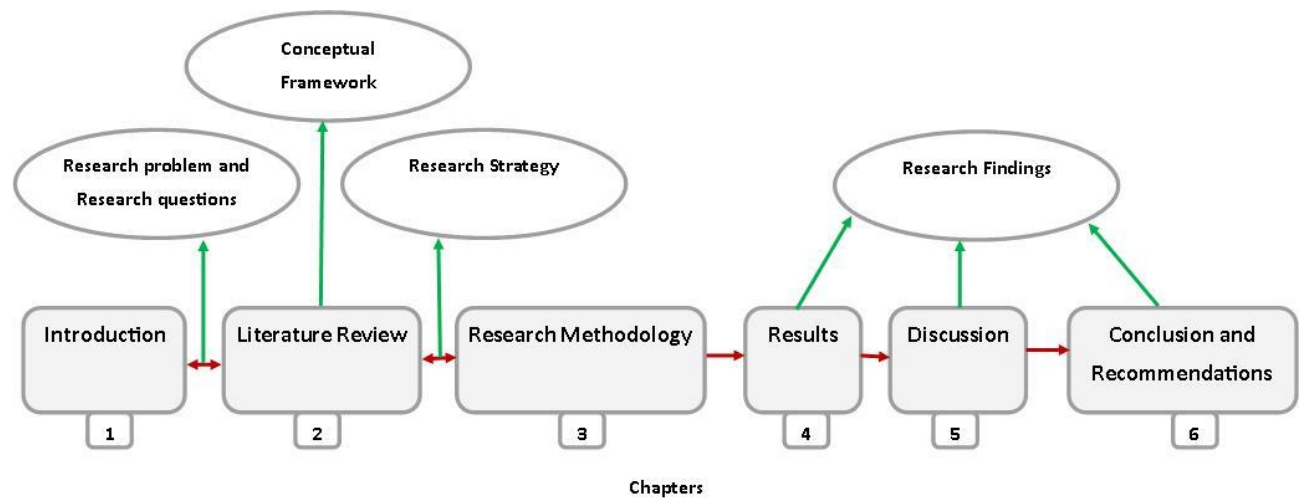 Conceptual
Framework
Research problem and
Research questions
Research Strategy
Research Findings
Introduction
Literature Review
Research Methodology
Results
Discussion
Conclusion and
Recommendations
1
2
3
4
5
6
Chapters